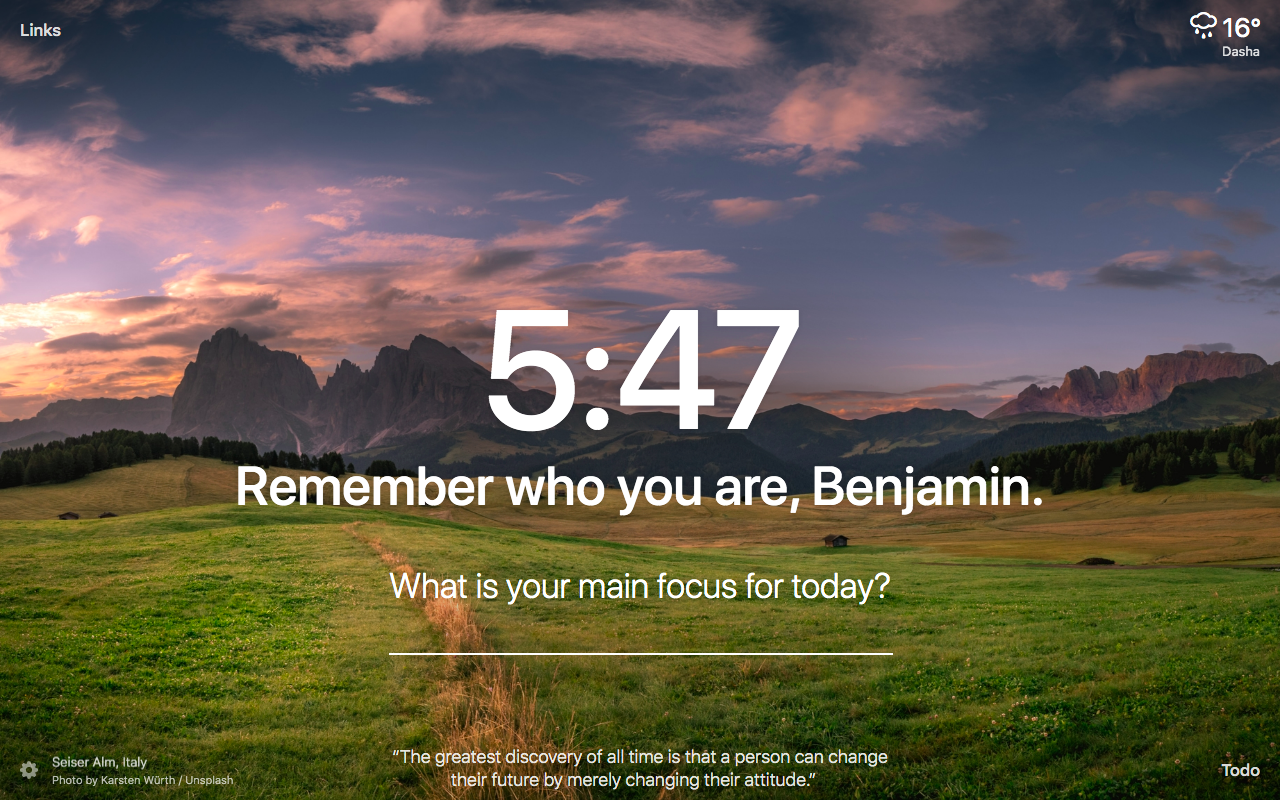 Links
16°
Dasha
5:47
Remember who you are, Benjamin.
What is your main focus for today?
“The greatest discovery of all time is that a person can change
their future by merely changing their attitude.”
Seiser Alm, Italy
Photo by Karsten Würth / Unsplash
Todo